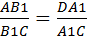 AB1/B1C = DA1/A1C